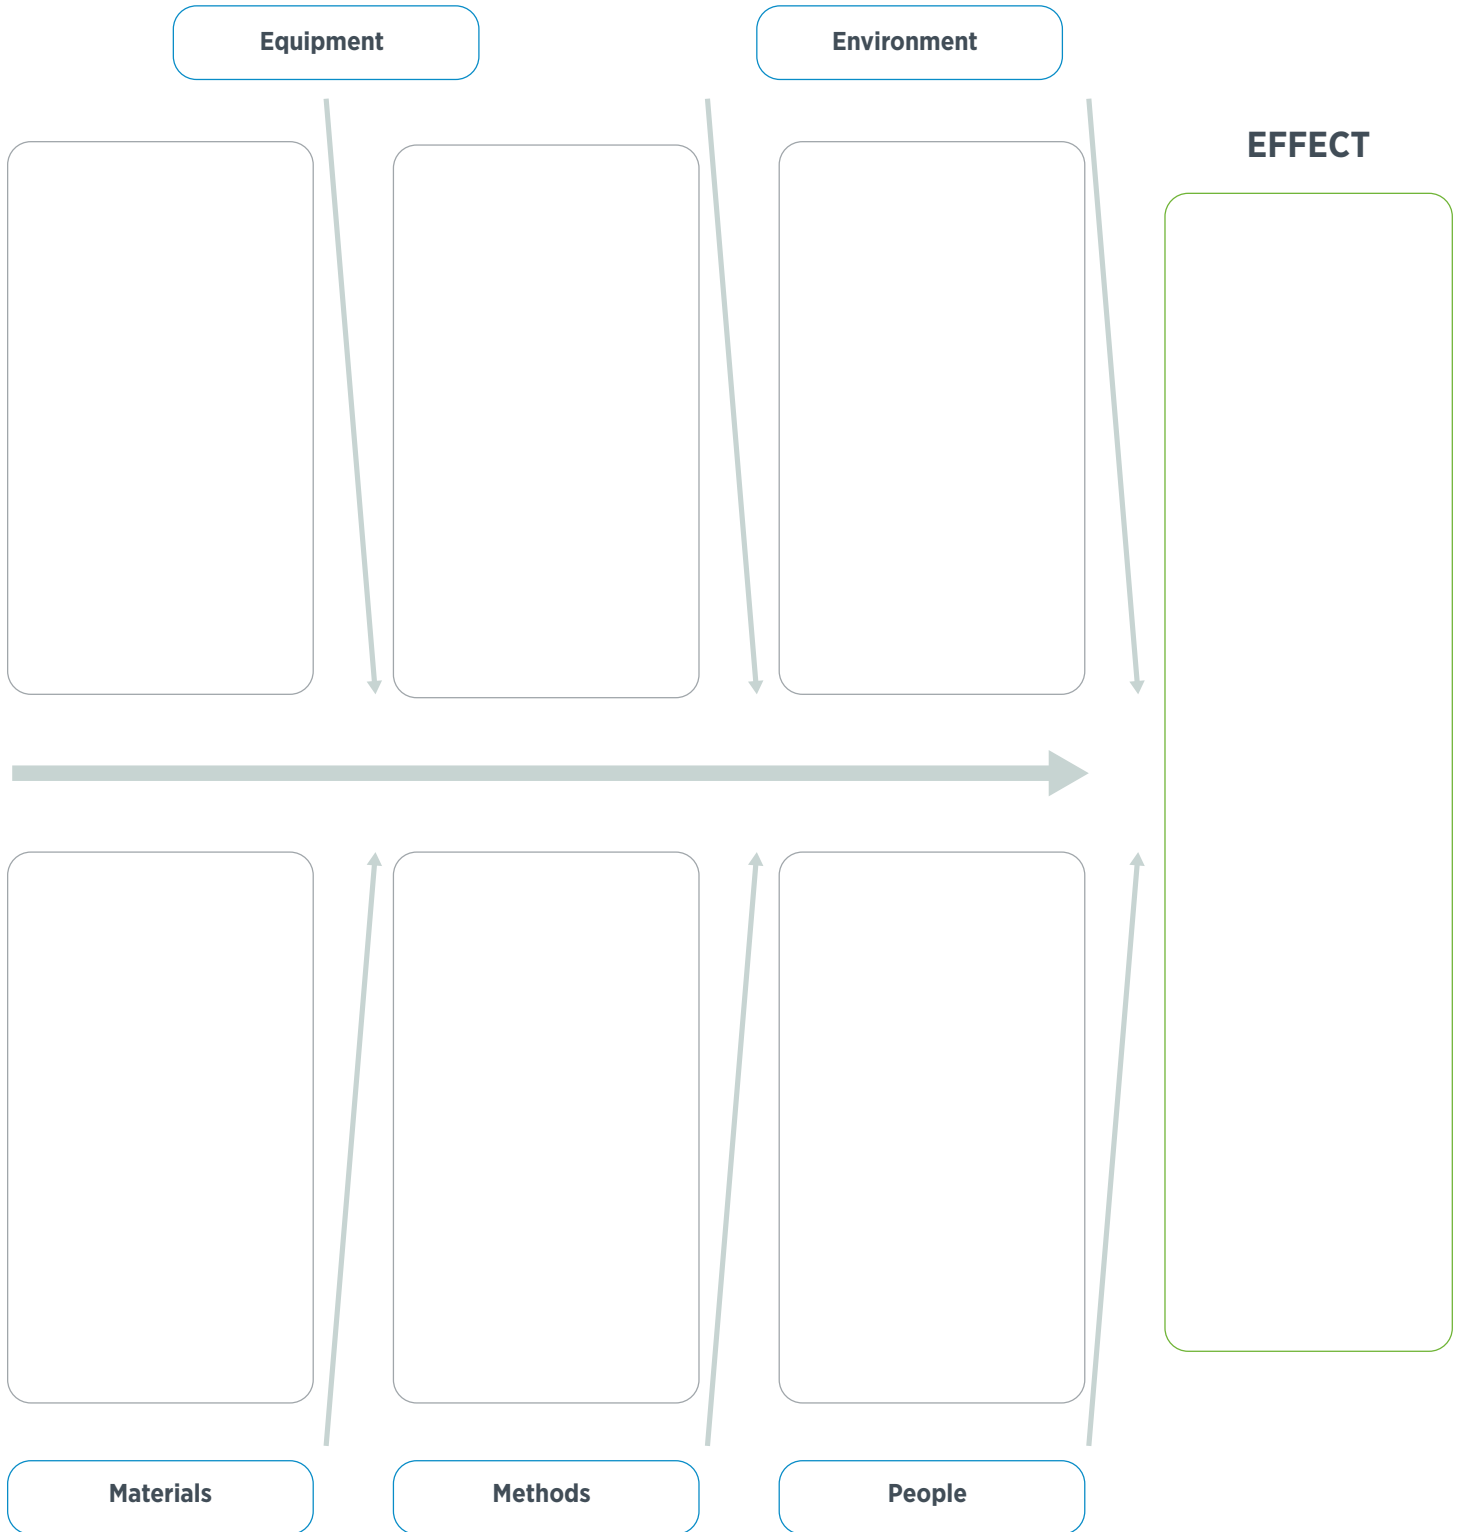 Equipment
Environment
EFFECT
Materials
Methods
People